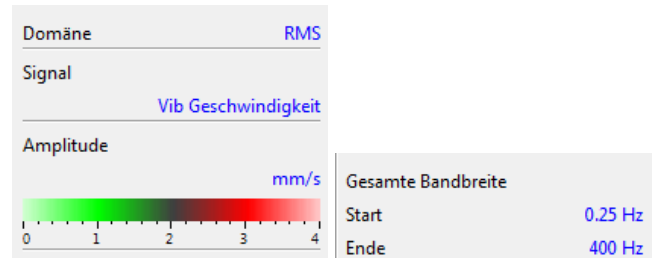 Domäne RMS
Signal
Vib Geschwindigkeit
Amplitude
mm/s
0 1 2 3 4
Gesamte Bandbreite
Start 0.25 Hz
Ende 400 Hz